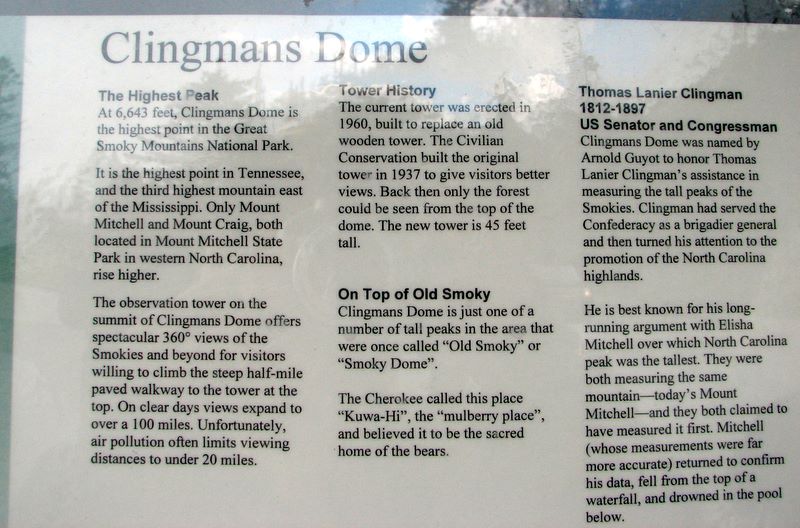 Clingmans Dome
The Highest Peak
At 6,643 feet, Clingmans Dome is
the highest point in the Great
Smoky Mountains National Park.
It is the highest point in Tennessee,
and the third highest mountain east
of the Mississippi. Only Mount
Mitchell and Mount Craig, both
located in Mount Mitchell State
Park in western North Carolina,
rise higher.
The observation tower on the
summit of Clingmans Dome offers
spectacular 360° views of the
Smokies and beyond for visitors
willing to climb the steep half-mile
paved walkway to the tower at the
top. On clear days views expand to
over a 100 miles. Unfortunately,
air pollution often limits viewing
distances to under 20 miles.
Tower History
The current tower was erected in
1960, built to replace an old
wooden tower. The Civilian
Conservation built the original
tower in 1937 to give visitors better
views. Back then only the forest
could be seen from the top of the
dome. The new tower is 45 feet
tall.
On Top of Old Smoky
Clingmans Dome is just one of a
number of tall peaks in the area that
were once called “Old Smoky” or
“Smoky Dome”.
The Cherokee called this place
“Kuwa-Hi”, the “mulberry place”,
and believed it to be the sacred
home of the bears.
Thomas Lanier Clingman
1812-1897
US Senator and Congressman
Clingmans Dome was named by
Arnold Guyot to honor Thomas
Lanier Clingman’s assistance in
measuring the tall peaks of the
Smokies. Clingman had served the
Confederacy as a brigadier general
and then turned his attention to the
promotion of the North Carolina
highlands.
He is best known for his long-
running argument with Elisha
Mitchell over which North Carolina
peak was the tallest. They were
both measuring the same
mountain—today’s Mount
Mitchell—and they both claimed to
have measured it first. Mitchell
(whose measurements were far
more accurate) returned to confirm
his data, fell from the top of a
waterfall, and drowned in the pool
below.